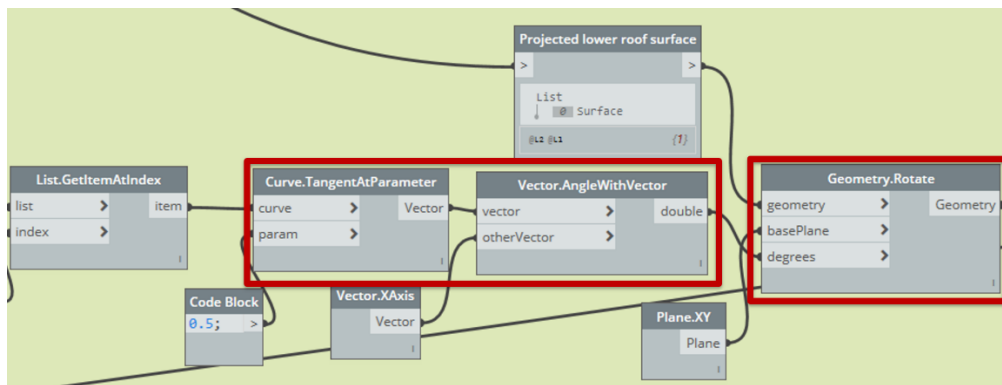 Projected lower roof surface
> >
List
0 Surface
@L2 @L1 {1}
List.GetItemAtIndex
list > item
index >
Curve.TangentAtParameter
curve > Vector
param >
Vector.AngleWithVector
vector > double
otherVector >
Geometry.Rotate
geometry > Geometry
basePlane >
degrees >
Code Block
0.5; >
Vector.XAxis
Vector
Plane.XY
Plane